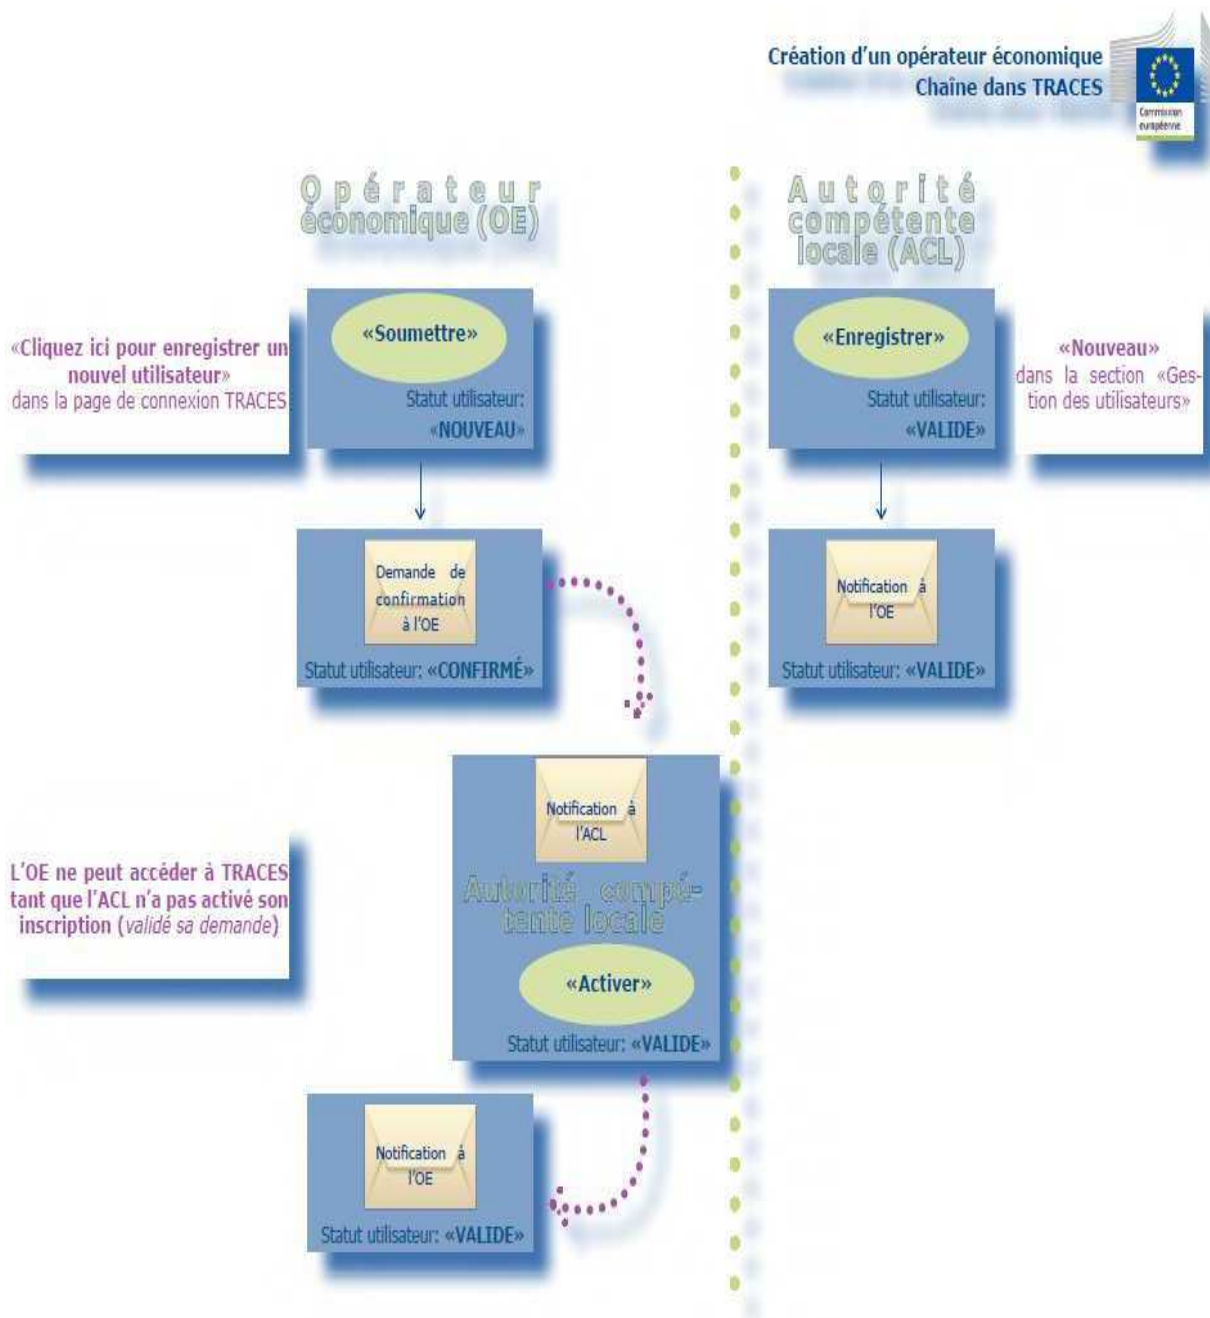 Création d'un opérateur économique
Chaîne dans TRACES
Commission
européenne
Opérateur
économique (OE)
«Cliquez ici pour enregistrer un
nouvel utilisateur»
dans la page de connexion TRACES
«Soumettre»
Statut utilisateur:
«NOUVEAU»
Demande de
confirmation
à l'OE
Statut utilisateur: «CONFIRMÉ»
L'OE ne peut accéder à TRACES
tant que l'ACL n'a pas activé son
inscription (validé sa demande)
Notification à
l'ACL
Autorité compé-
tente locale
«Activer»
Statut utilisateur: «VALIDE»
Notification à
l'OE
Statut utilisateur: «VALIDE»
Autorité
compétente
locale (ACL)
«Enregistrer»
Statut utilisateur:
«VALIDE»
«Nouveau»
dans la section «Ges-
tion des utilisateurs»
Notification à
l'OE
Statut utilisateur: «VALIDE»